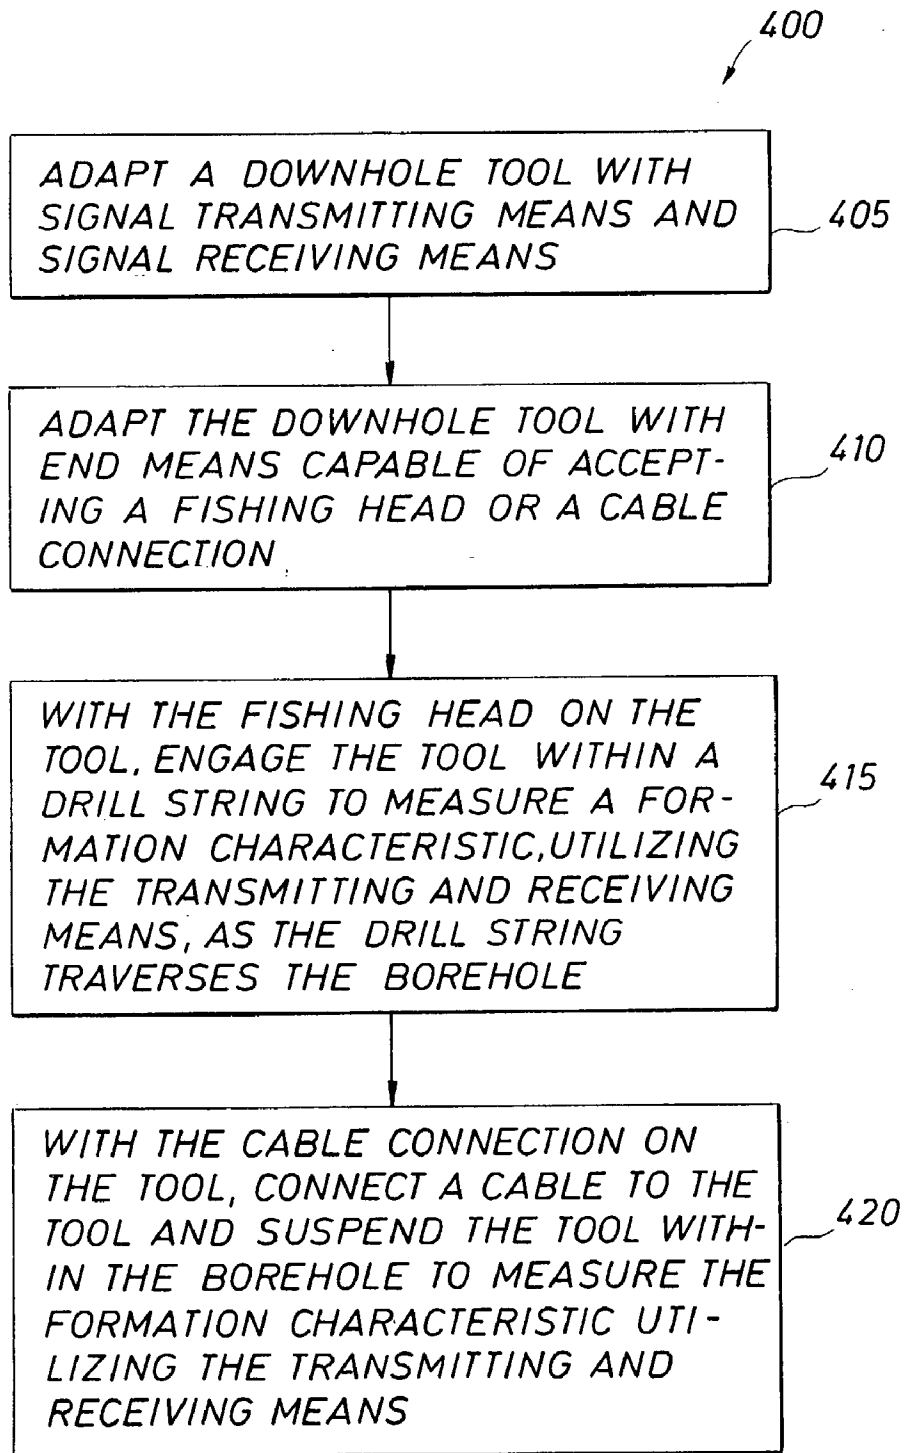 400
ADAPT A DOWNHOLE TOOL WITH
SIGNAL TRANSMITTING MEANS AND
SIGNAL RECEIVING MEANS
405
ADAPT THE DOWNHOLE TOOL WITH
END MEANS CAPABLE OF ACCEPT-
ING A FISHING HEAD OR A CABLE
CONNECTION
410
WITH THE FISHING HEAD ON THE
TOOL, ENGAGE THE TOOL WITHIN A
DRILL STRING TO MEASURE A FOR-
MATION CHARACTERISTIC, UTILIZING
THE TRANSMITTING AND RECEIVING
MEANS, AS THE DRILL STRING
TRAVERSES THE BOREHOLE
415
WITH THE CABLE CONNECTION ON
THE TOOL, CONNECT A CABLE TO THE
TOOL AND SUSPEND THE TOOL WITH-
IN THE BOREHOLE TO MEASURE THE
FORMATION CHARACTERISTIC UTI-
LIZING THE TRANSMITTING AND
RECEIVING MEANS
420